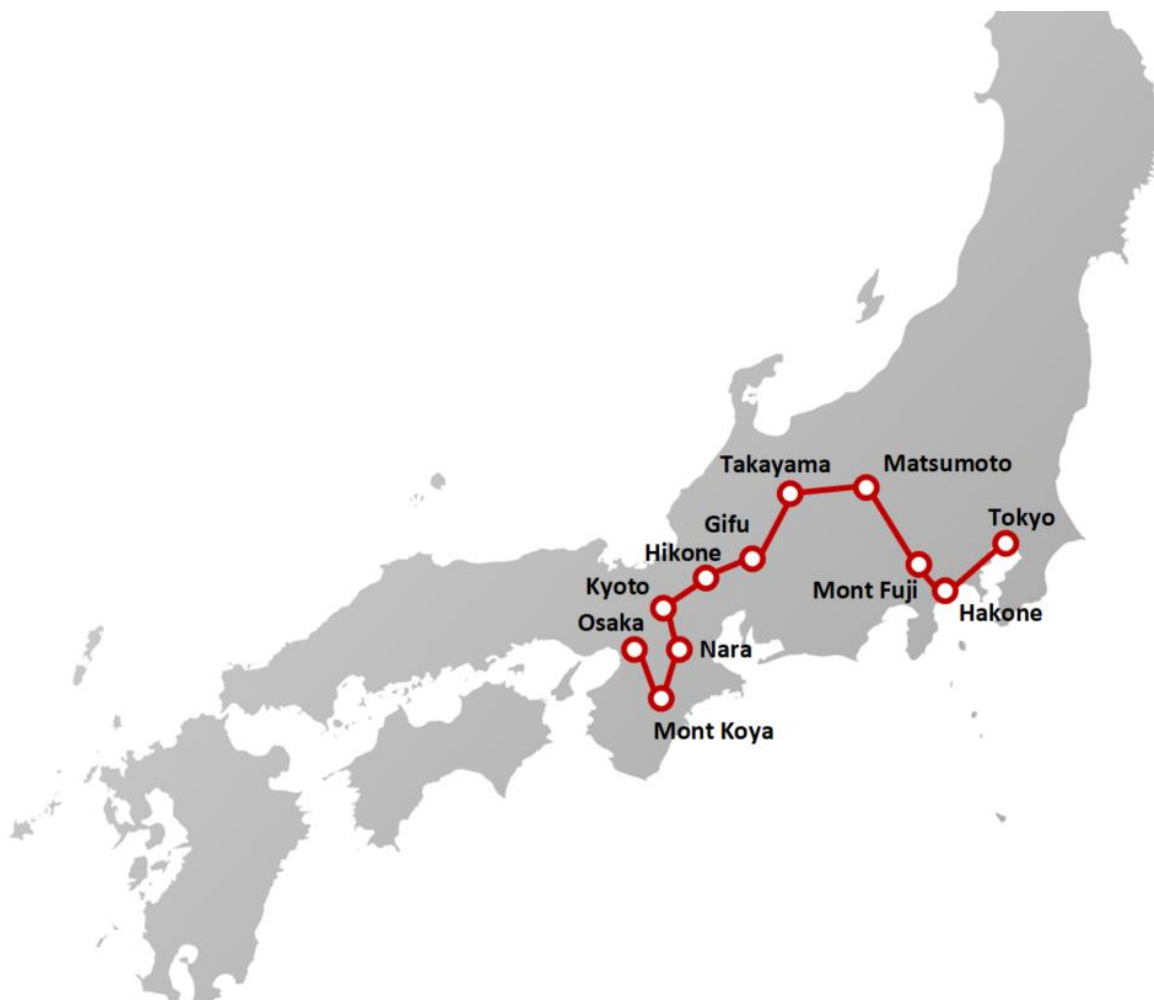 Takayama
Matsumoto
Gifu
Tokyo
Hikone
Kyoto
Mont Fuji
Hakone
Osaka
Nara
Mont Koya